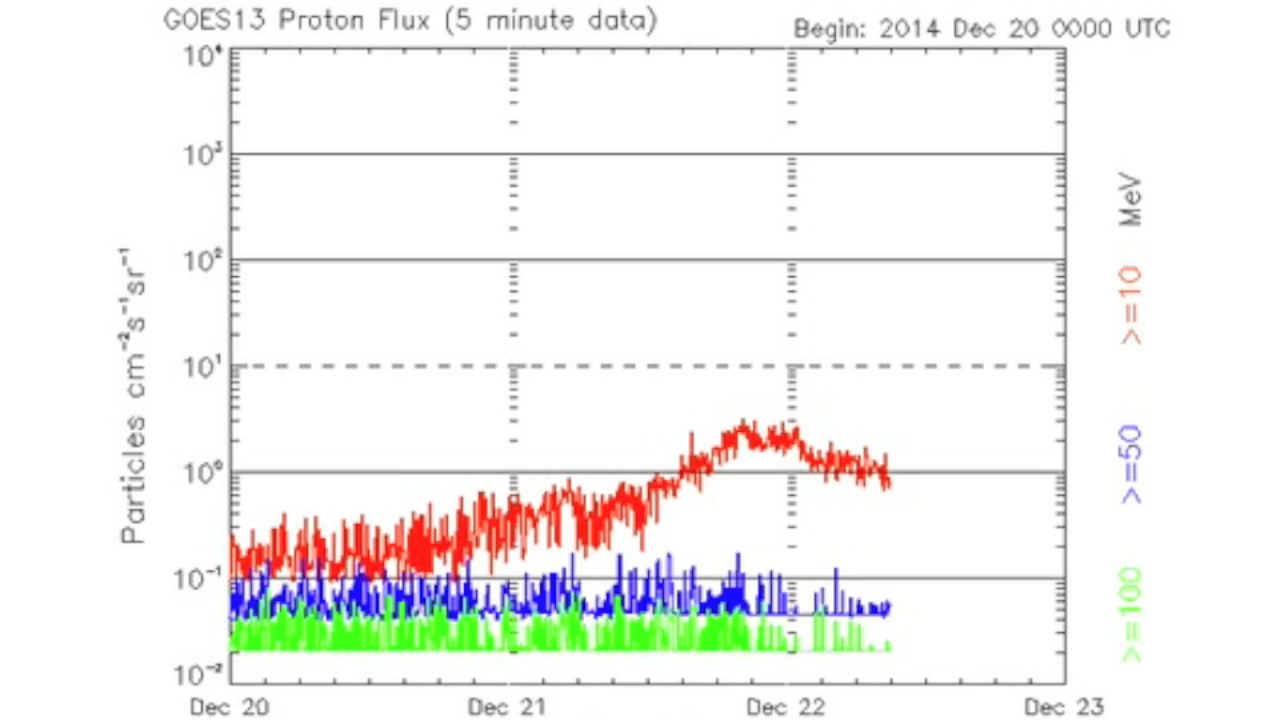 GOES13 Proton Flux (5 minute data)
Begin: 2014 Dec 20 0000 UTC
Particles cm⁻²s⁻¹sr⁻¹
10⁴
10³
10²
10¹
10⁰
10⁻¹
10⁻²
Dec 20
Dec 21
Dec 22
Dec 23
MeV
>=10
>=50
>=100